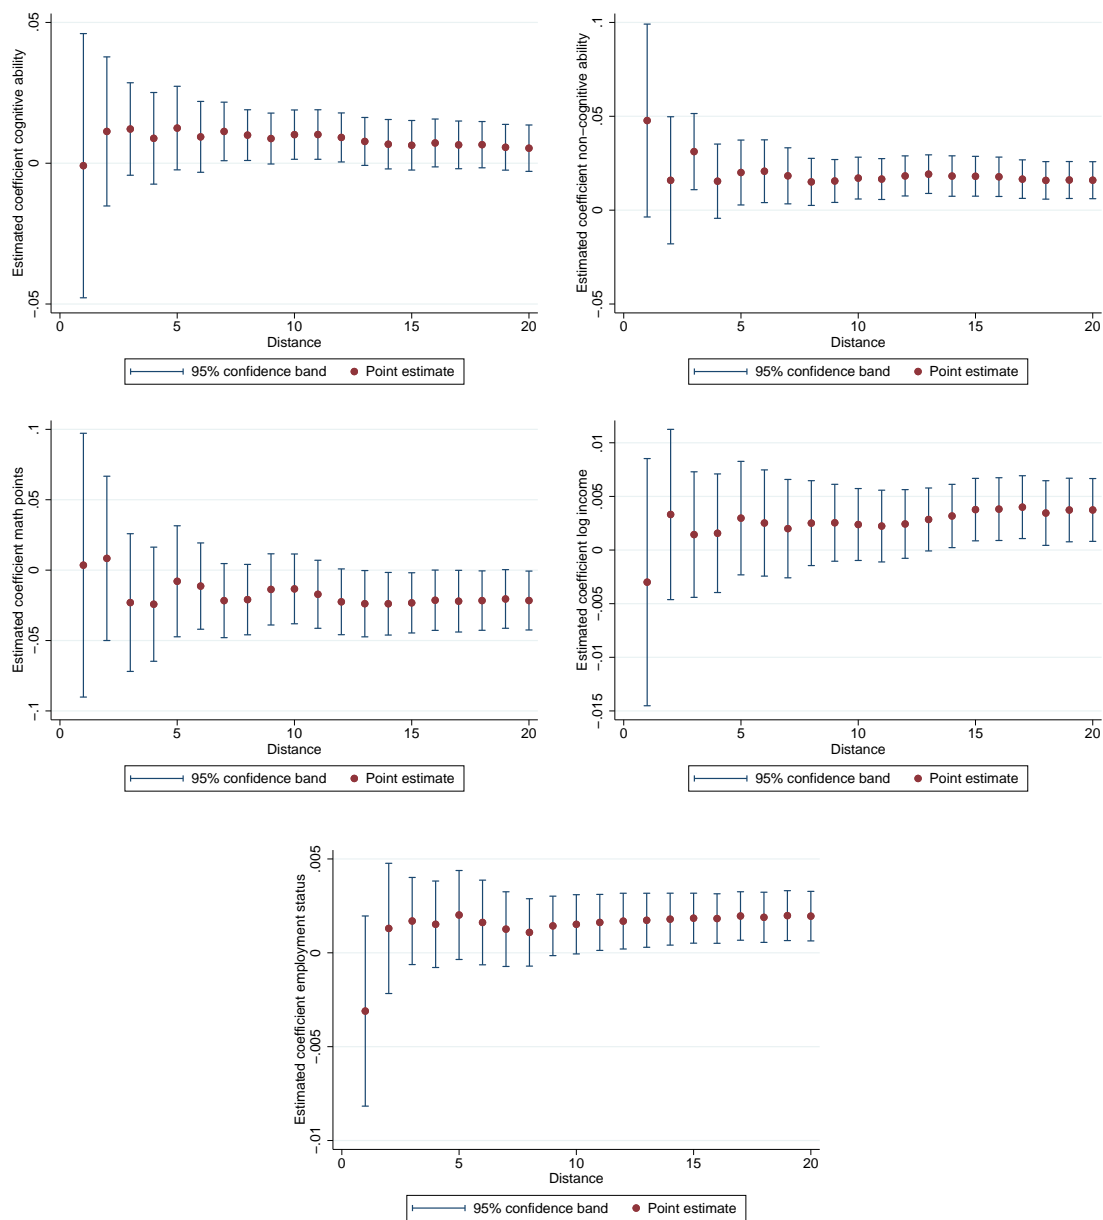 Estimated coefficient cognitive ability
.05
0
-.05
0 5 10 15 20
Distance
95% confidence band Point estimate
Estimated coefficient non-cognitive ability
.1
.05
0
-.05
0 5 10 15 20
Distance
95% confidence band Point estimate
Estimated coefficient math points
.1
.05
0
-.05
-.1
0 5 10 15 20
Distance
95% confidence band Point estimate
Estimated coefficient log income
.01
.005
0
-.005
-.01
-.015
0 5 10 15 20
Distance
95% confidence band Point estimate
Estimated coefficient employment status
.005
0
-.005
-.01
0 5 10 15 20
Distance
95% confidence band Point estimate